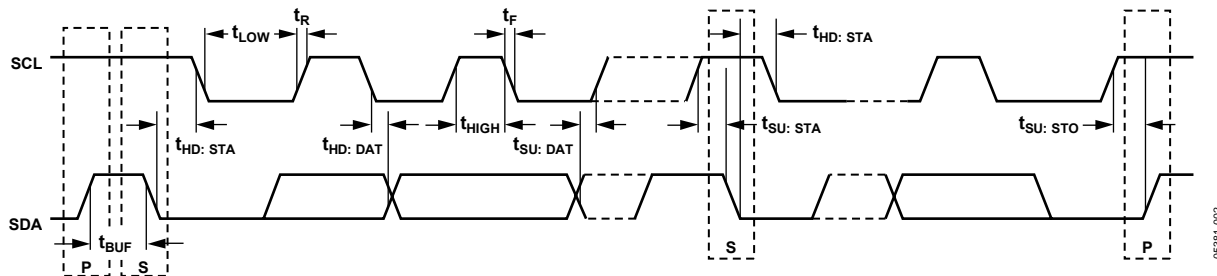 tR
tF
tLOW
tHD: STA
SCL
tHD: STA
tHD: DAT
tHIGH
tSU: DAT
tSU: STA
tSU: STO
SDA
tBUF
P
S
S
P
05381-002